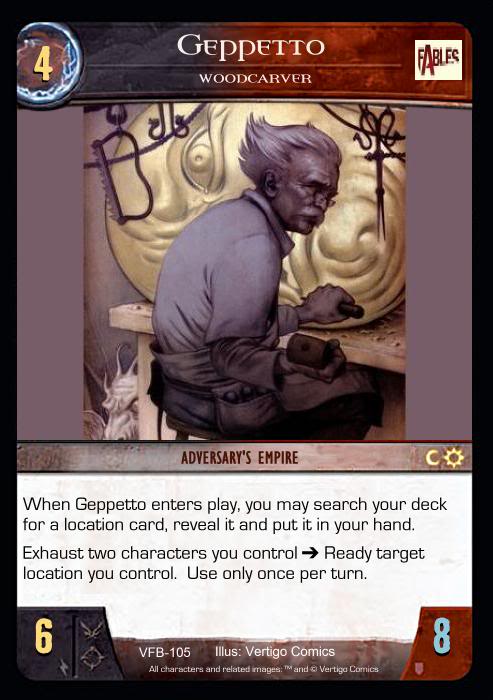 4
Geppetto
FABLES
WOODCARVER
ADVERSARY'S EMPIRE
When Geppetto enters play, you may search your deck
for a location card, reveal it and put it in your hand.
Exhaust two characters you control ➔ Ready target
location you control. Use only once per turn.
6
8
VFB-105 Illus: Vertigo Comics
All characters and related images: ™ and © Vertigo Comics